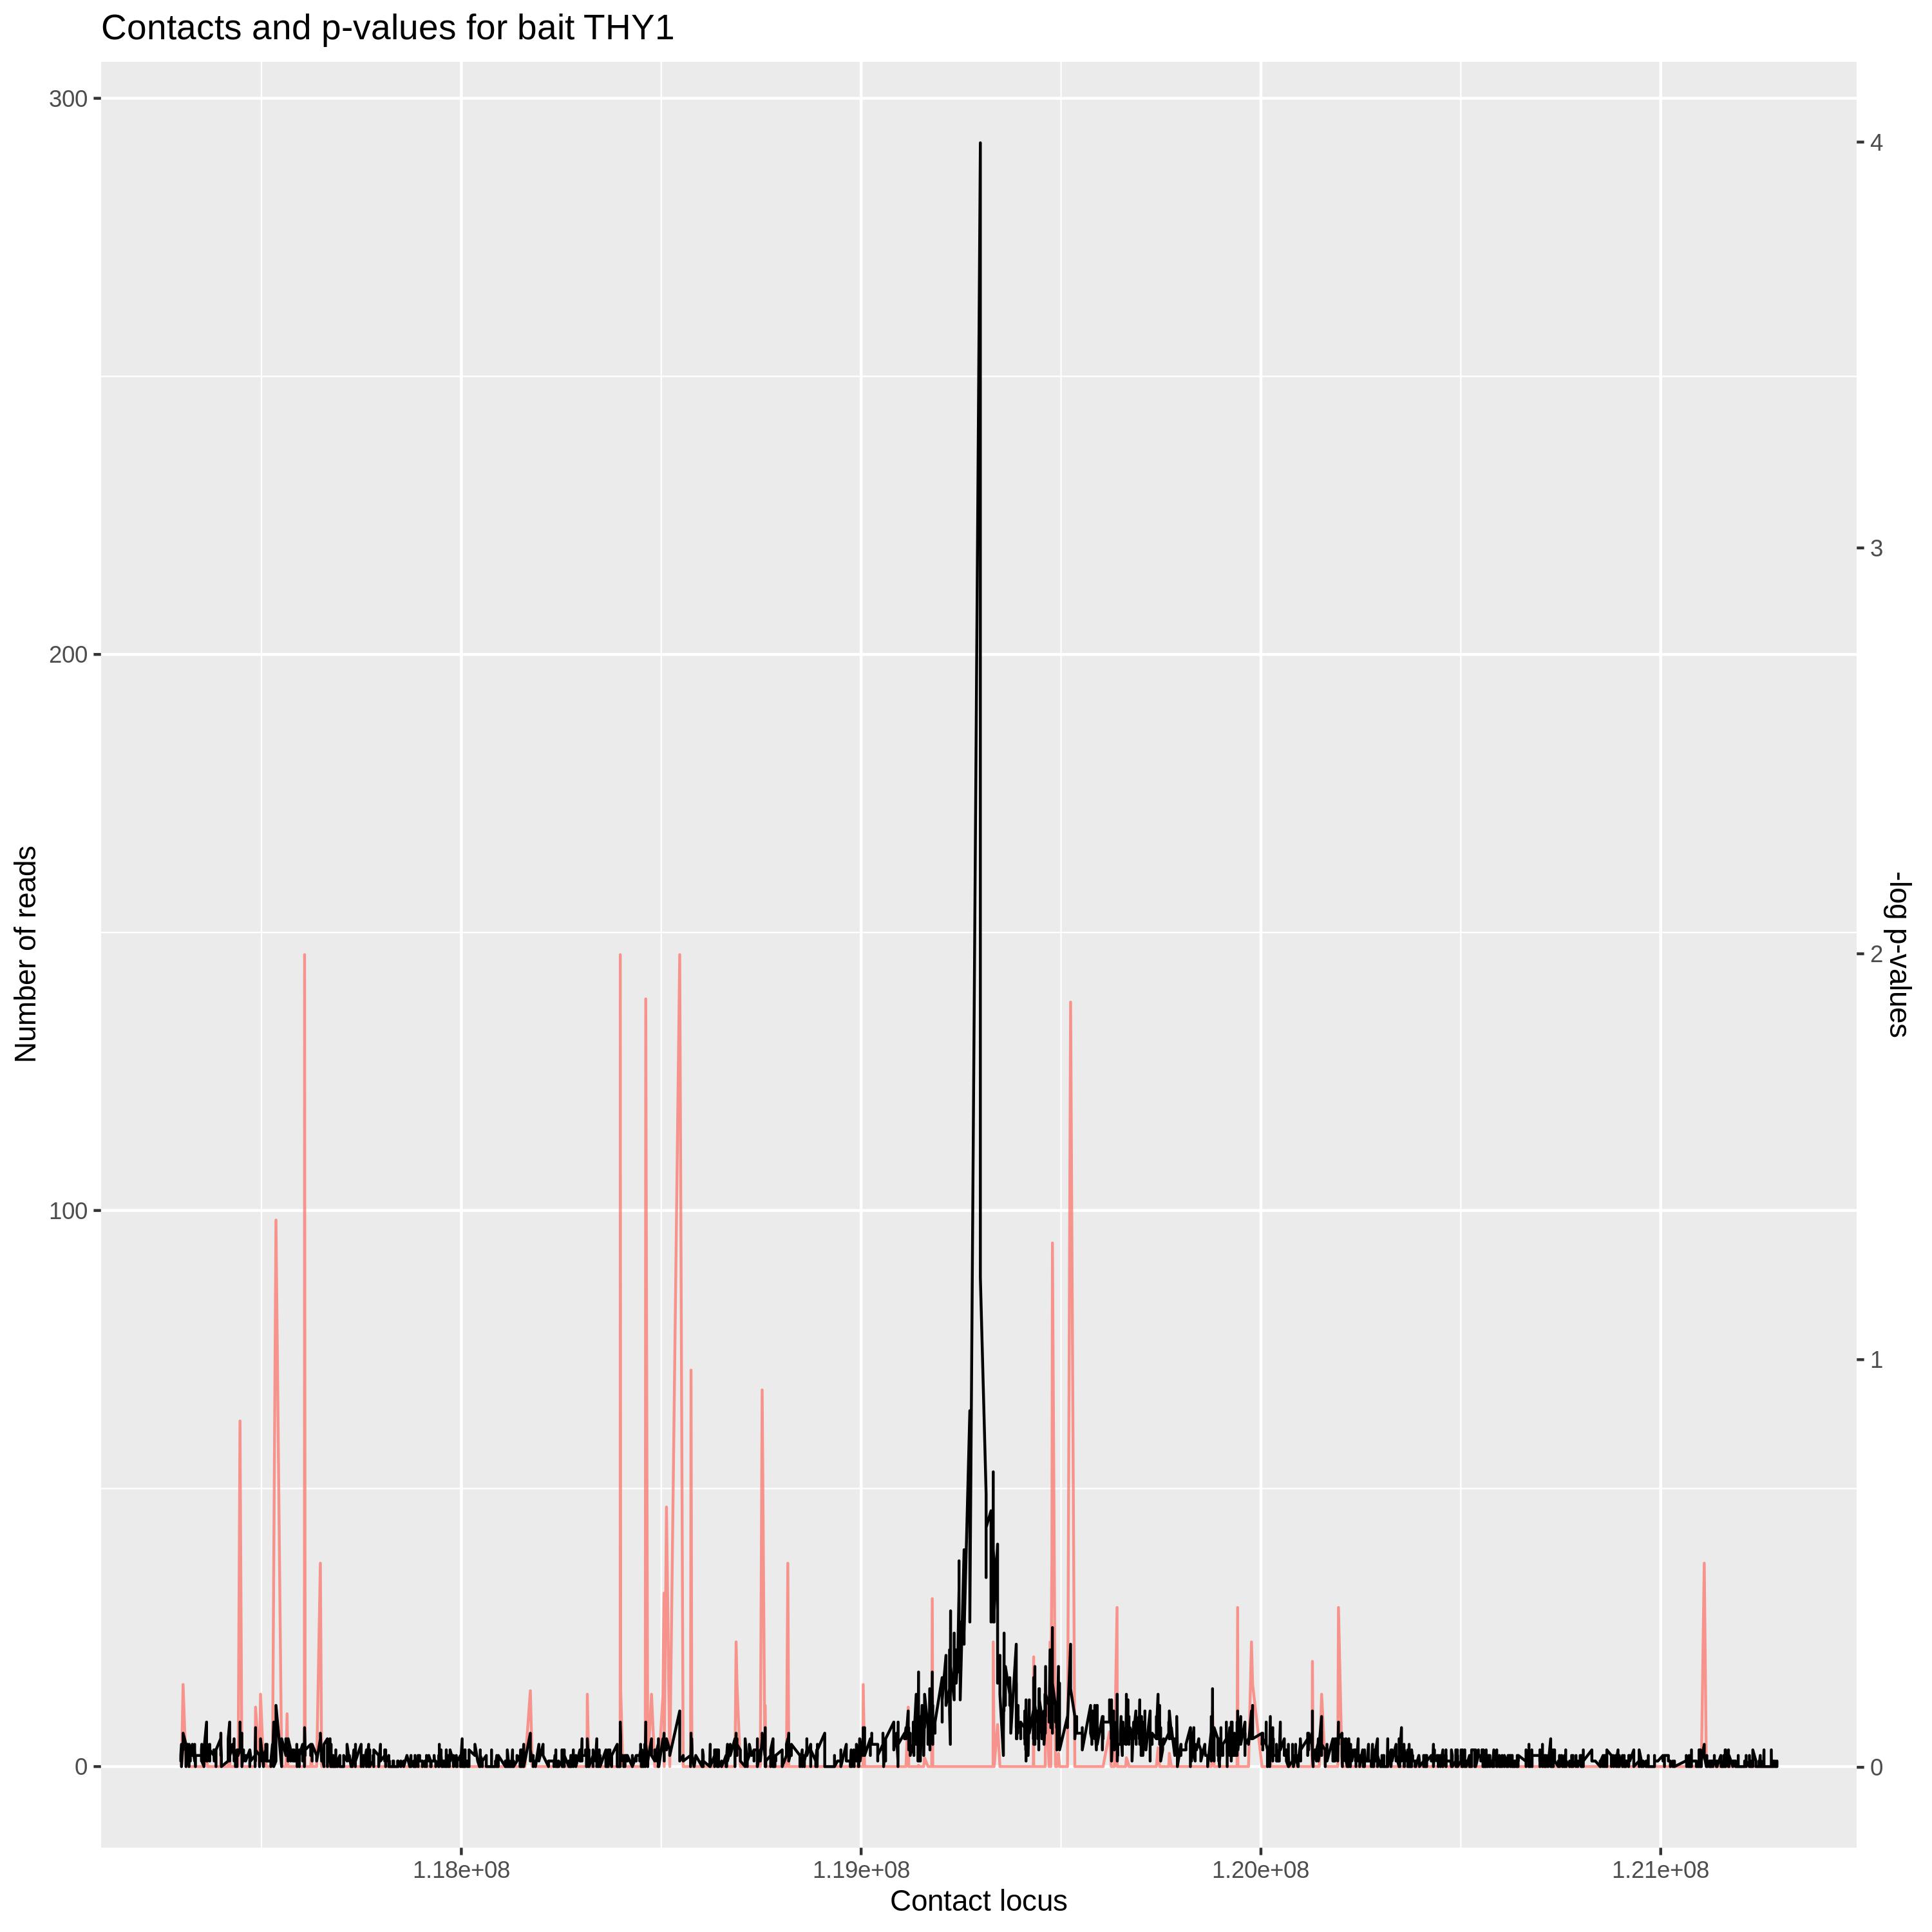 Contacts and p-values for bait THY1
300
200
100
0
Number of reads
4
3
2
1
0
-log p-values
1.18e+08
1.19e+08
1.20e+08
1.21e+08
Contact locus